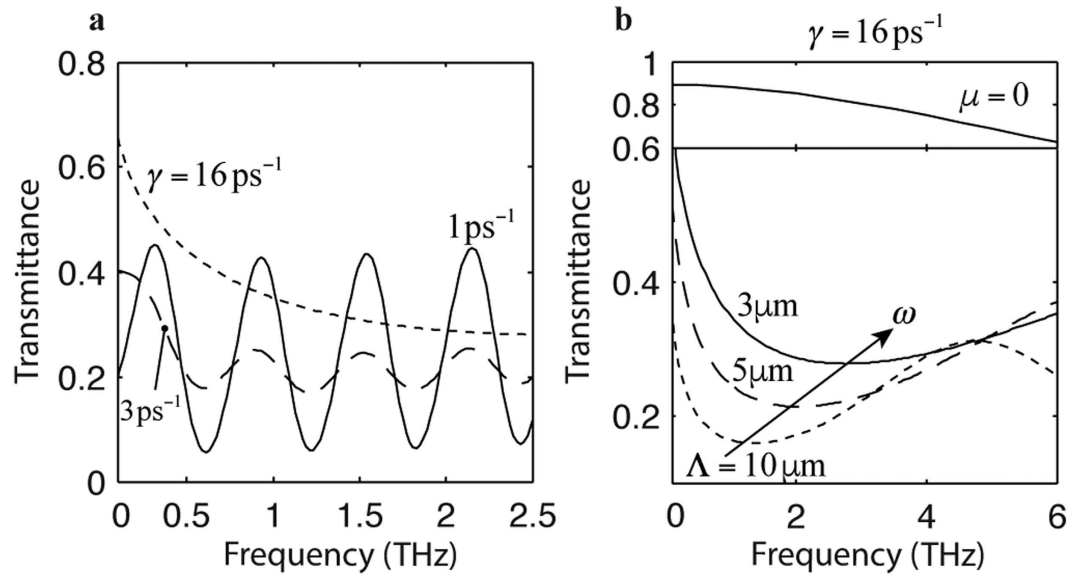 a
0.8
0.6
0.4
0.2
0
Transmittance
γ = 16 ps⁻¹
1 ps⁻¹
3 ps⁻¹
0 0.5 1 1.5 2 2.5
Frequency (THz)
b
γ = 16 ps⁻¹
1
0.8
0.6
0.4
0.2
Transmittance
μ = 0
3 μm
ω
5 μm
Λ = 10 μm
0 2 4 6
Frequency (THz)